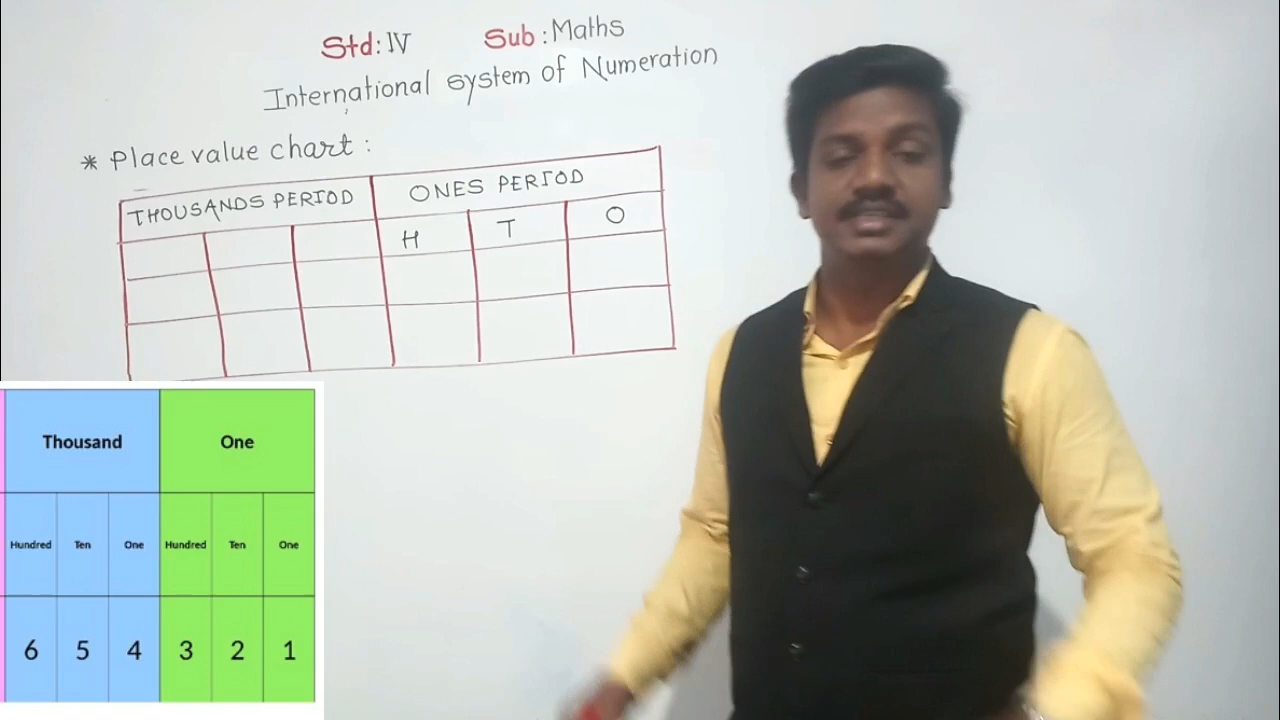 Std: IV Sub: Maths
International system of Numeration
* Place value chart :
THOUSANDS PERIOD ONES PERIOD
H T O
Thousand One
Hundred Ten One Hundred Ten One
6 5 4 3 2 1